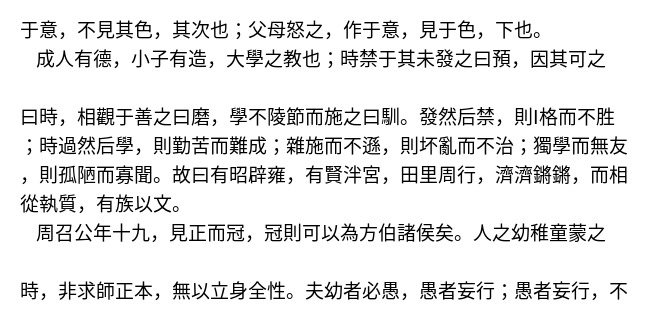 于意，不見其色，其次也；父母怒之，作于意，見于色，下也。
成人有德，小子有造，大學之教也；時禁于其未發之曰預，因其可之
曰時，相觀于善之曰磨，學不陵節而施之曰馴。發然后禁，則I格而不胜
；時過然后學，則勤苦而難成；雜施而不遜，則坏亂而不治；獨學而無友
，則孤陋而寡聞。故曰有昭辟雍，有賢泮宮，田里周行，濟濟鏘鏘，而相
從執質，有族以文。
周召公年十九，見正而冠，冠則可以為方伯諸侯矣。人之幼稚童蒙之
時，非求師正本，無以立身全性。夫幼者必愚，愚者妄行；愚者妄行，不